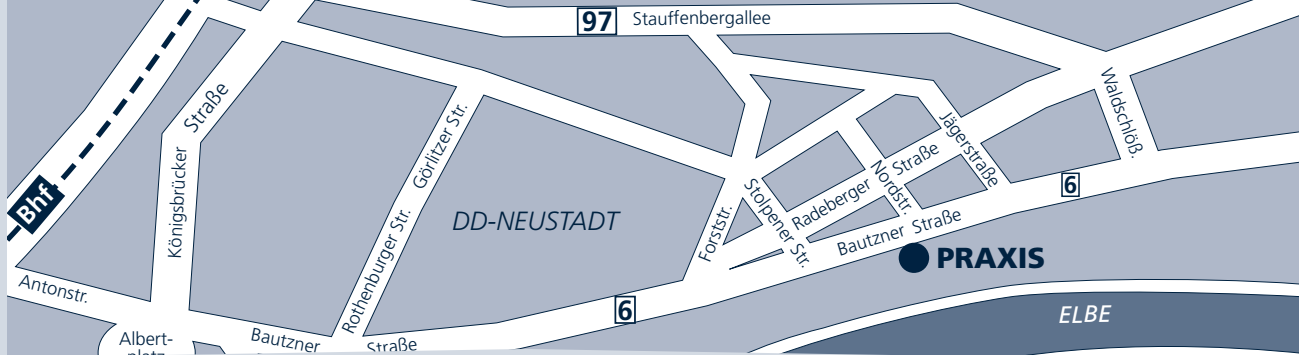 97
Stauffenbergallee
Waldschlöß.
Königsbrücker Straße
Görlitzer Str.
Jägerstraße
Nordstr.
Radeberger Straße
6
Bhf
DD-NEUSTADT
Forststr.
Stolpener Str.
Bautzner Straße
PRAXIS
Rothenburger Str.
Antonstr.
6
ELBE
Albert-
platz
Bautzner Straße